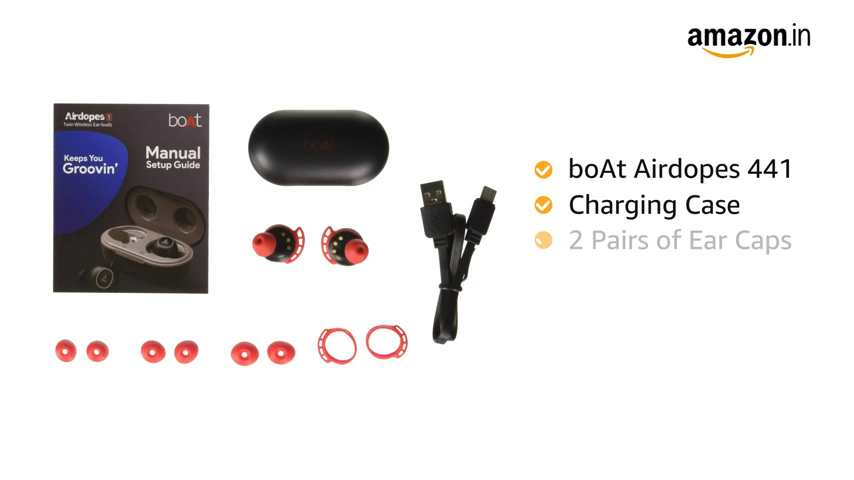 amazon.in
Airdopes
Twin Wireless Ear-buds
boAt
Keeps You
Groovin'
Manual
Setup Guide
boAt
boAt Airdopes 441
Charging Case
2 Pairs of Ear Caps